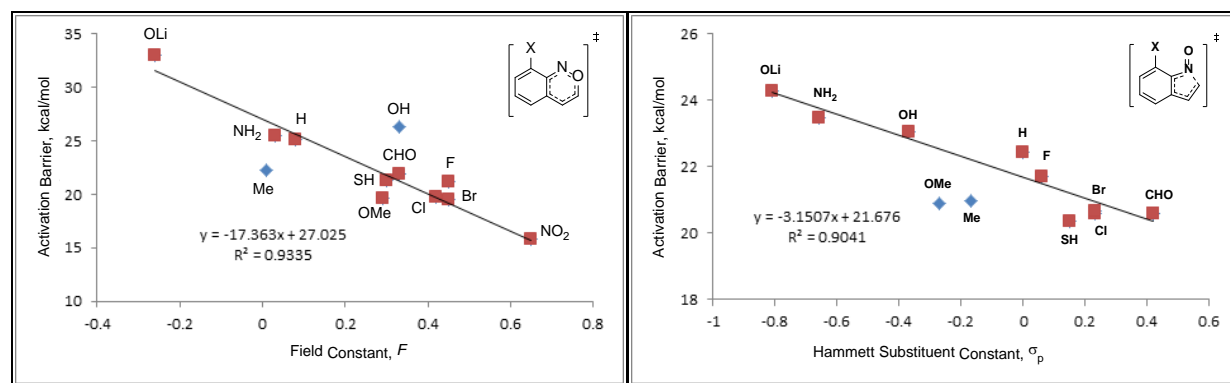 35
30
25
20
15
10
-0.4
-0.2
0
0.2
0.4
0.6
0.8
Activation Barrier, kcal/mol
Field Constant, F
OLi
NH2
H
Me
OH
CHO
SH
OMe
F
Cl
Br
NO2
y = -17.363x + 27.025
R² = 0.9335
X
N
O
‡
26
24
22
20
18
-1
-0.8
-0.6
-0.4
-0.2
0
0.2
0.4
0.6
Activation Barrier, kcal/mol
Hammett Substituent Constant, σp
OLi
NH2
OH
H
F
OMe
Me
Br
CHO
SH
Cl
y = -3.1507x + 21.676
R² = 0.9041
X
O
N
‡